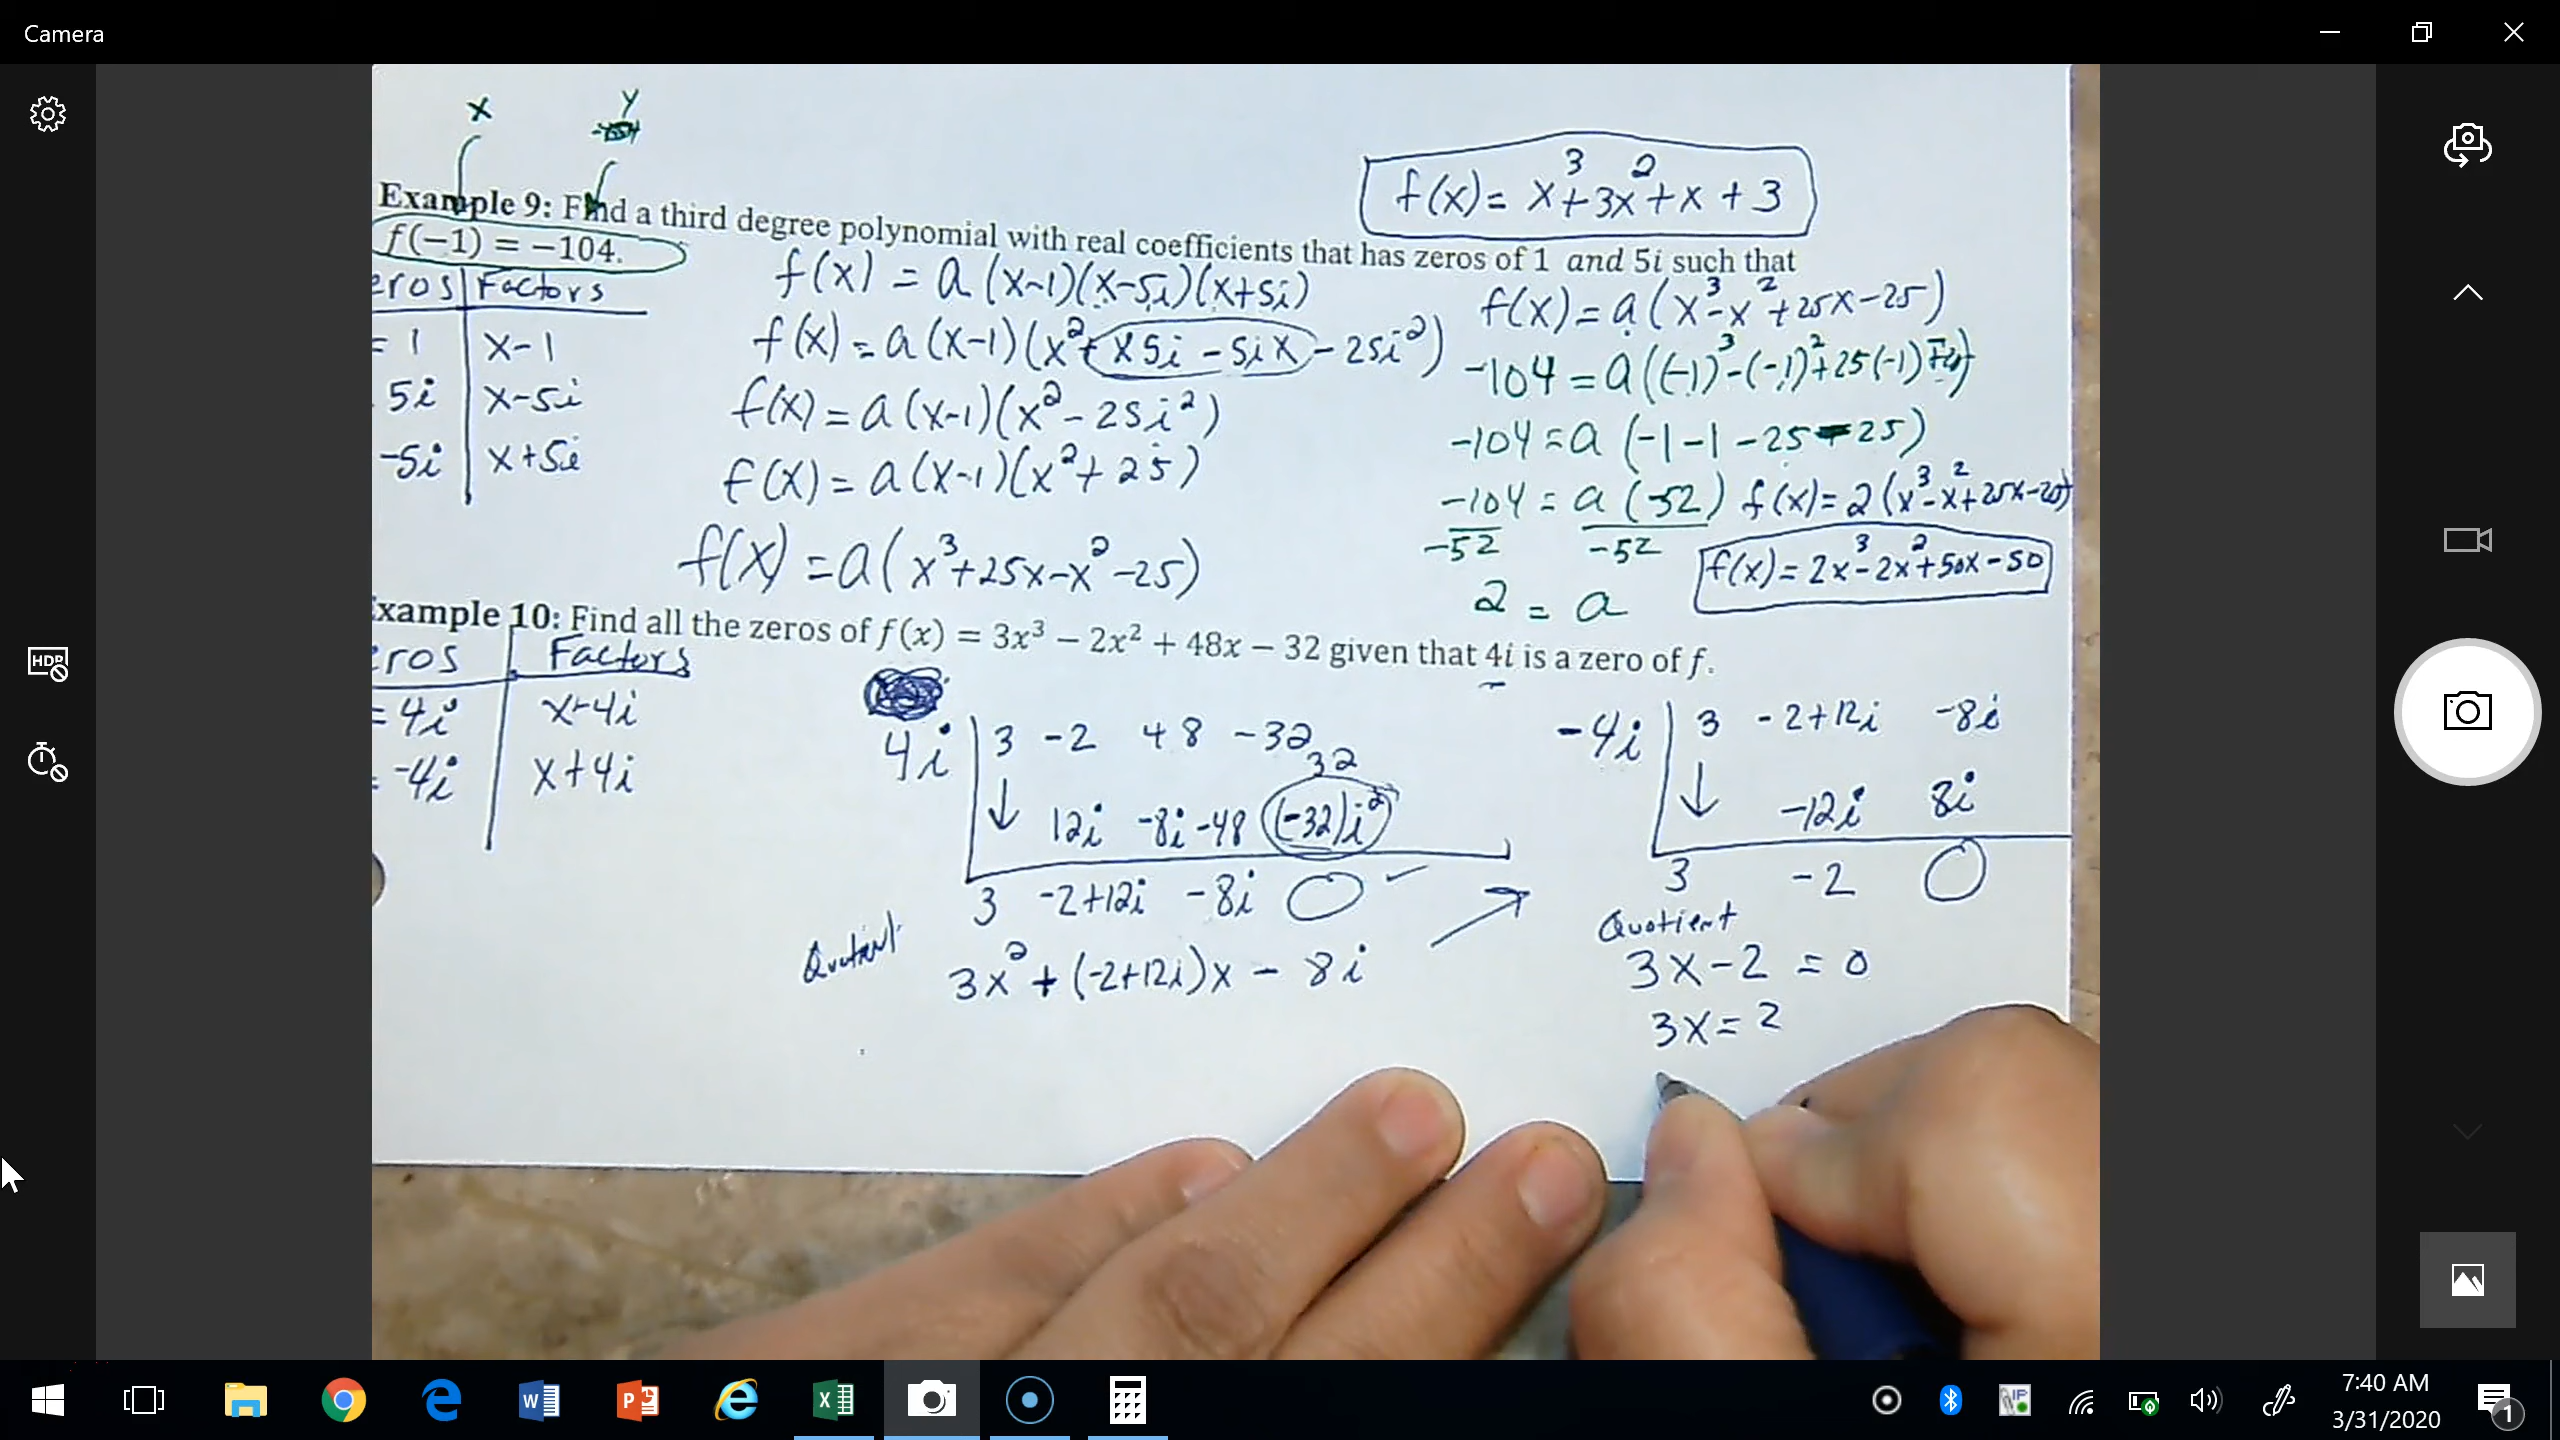 Camera
x
y
f(x) = x³ + 3x² + x + 3
Example 9: Find a third degree polynomial with real coefficients that has zeros of 1 and 5i such that
f(−1) = −104.
eros | Factors
= 1 | x−1
5i | x−5i
−5i | x+5i
f(x) = a(x−1)(x−5i)(x+5i)
f(x) = a(x−1)(x² + x5i − 5ix − 25i²)
f(x) = a(x−1)(x² − 25i²)
f(x) = a(x−1)(x² + 25)
f(x) = a(x³ + 25x − x² − 25)
f(x) = a(x³ − x² + 25x − 25)
−104 = a((−1)³ − (−1)² + 25(−1)
−104 = a(−1 − 1 − 25 − 25)
−104 = a(−52)
−52 −52
2 = a
f(x) = 2(x³ − x² + 25x − 25)
f(x) = 2x³ − 2x² + 50x − 50
xample 10: Find all the zeros of f(x) = 3x³ − 2x² + 48x − 32 given that 4i is a zero of f.
eros | Factors
= 4i | x−4i
= −4i | x+4i
4i | 3 −2 48 −32
32
↓ 12i −8i −48 (−32)i²
3 −2+12i −8i 0 ✓
Quotient
3x² + (−2+12i)x − 8i
−4i | 3 −2+12i −8i
↓ −12i 8i
3 −2 0
Quotient
3x − 2 = 0
3x = 2
7:40 AM
3/31/2020
1